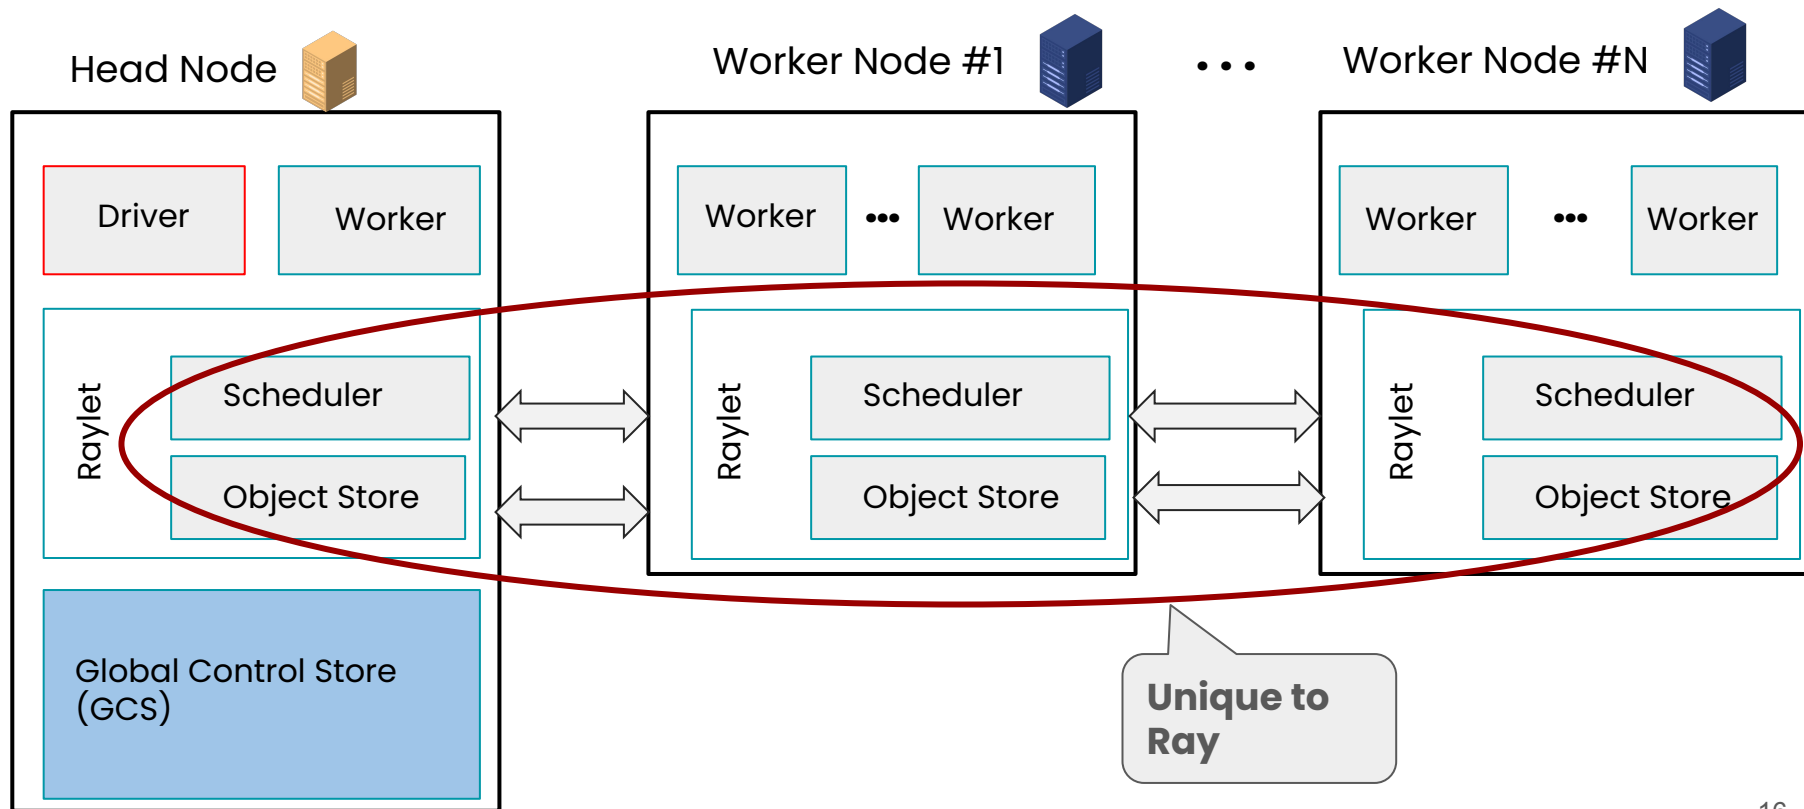 Head Node
Worker Node #1
...
Worker Node #N
Driver
Worker
Worker
...
Worker
Worker
...
Worker
Raylet
Scheduler
Object Store
Raylet
Scheduler
Object Store
Raylet
Scheduler
Object Store
Global Control Store
(GCS)
Unique to
Ray
16